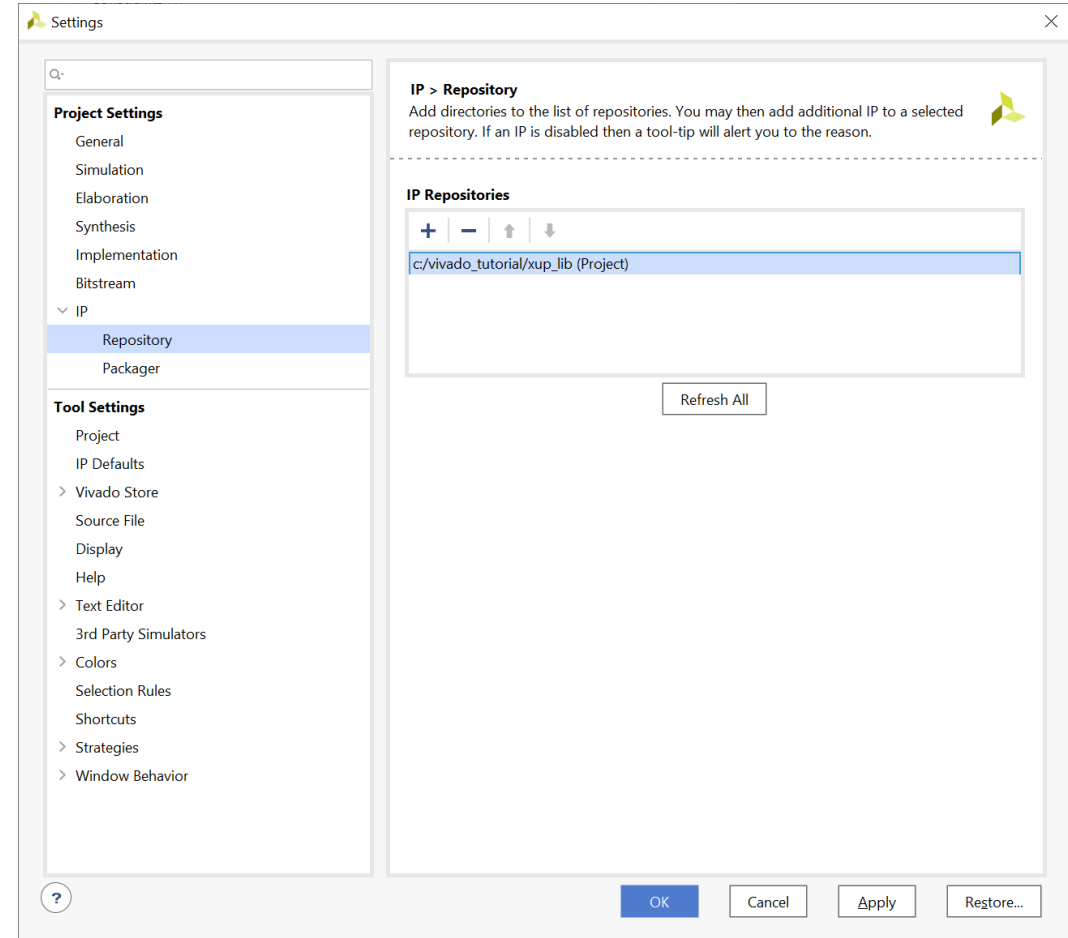 Settings
Project Settings
General
Simulation
Elaboration
Synthesis
Implementation
Bitstream
IP
Repository
Packager
Tool Settings
Project
IP Defaults
Vivado Store
Source File
Display
Help
Text Editor
3rd Party Simulators
Colors
Selection Rules
Shortcuts
Strategies
Window Behavior
IP > Repository
Add directories to the list of repositories. You may then add additional IP to a selected
repository. If an IP is disabled then a tool-tip will alert you to the reason.
IP Repositories
c:/vivado_tutorial/xup_lib (Project)
Refresh All
?
OK
Cancel
Apply
Restore...